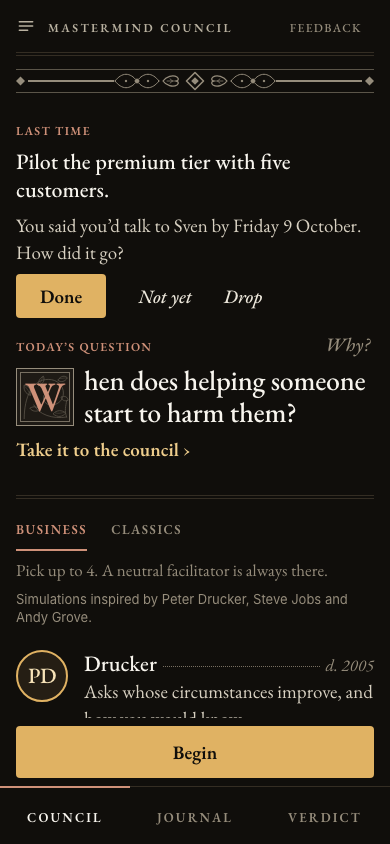 MASTERMIND COUNCIL
FEEDBACK
LAST TIME
Pilot the premium tier with five
customers.
You said you’d talk to Sven by Friday 9 October.
How did it go?
Done
Not yet
Drop
TODAY’S QUESTION
Why?
When does helping someone
start to harm them?
Take it to the council ›
BUSINESS
CLASSICS
Pick up to 4. A neutral facilitator is always there.
Simulations inspired by Peter Drucker, Steve Jobs and
Andy Grove.
PD
Drucker
d. 2005
Asks whose circumstances improve, and
Begin
COUNCIL
JOURNAL
VERDICT